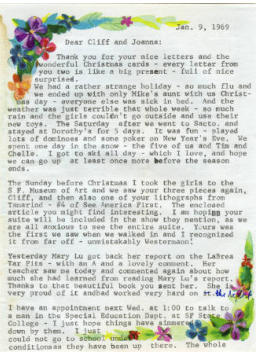 Jan. 9, 1969
Dear Cliff and Joanna:
Thank you for your nice letters and the
wonderful Christmas cards - every letter from
you two is like a big present - full of nice
surprises.
We had a rather strange holiday - so much flu and
we ended up with only Mike's aunt with us Christ-
mas day - everyone else was sick in bed. And the
weather was just terrible that whole week - so much
rain and the girls couldn't go outside and use their
new toys. The Saturday after we went to Sacto. and
stayed at Dorothy's for 5 days. It was fun - played
lots of dominoes and some poker on New Year's Eve. We
spent one day in the snow - the five of us and Tim and
I got to ski all day - which I love, and hope
we can go up at least once more before the season
ends.
The Sunday before Christmas I took the girls to the
S F. Museum of Art and we saw your three pieces again,
Cliff, and then also one of your lithographs from
Tamarind - #4 of See America First. The enclosed
article you might find interesting. I am hoping your
suite will be included in the show they mention, as we
are all anxious to see the entire suite. Yours was
the first we saw when we walked in and I recognized
it from far off - unmistakably Westermann!
Yesterday Mary Lu got back her report on the LaBrea
Tar Pits - with an A and a lovely comment. Her
teacher saw me today and commented again about how
much she had learned from reading Mary Lu's report.
Thanks to that beautiful book you sent her. She is
very proud of it and had worked very hard on
I have an appointment next Wed. at 1:00 to talk to
a man in the Special Education Dept. at SF State
College - I just hope things have simmered
down by then. I just
could not go to school under
conditions as they have been up there. The whole